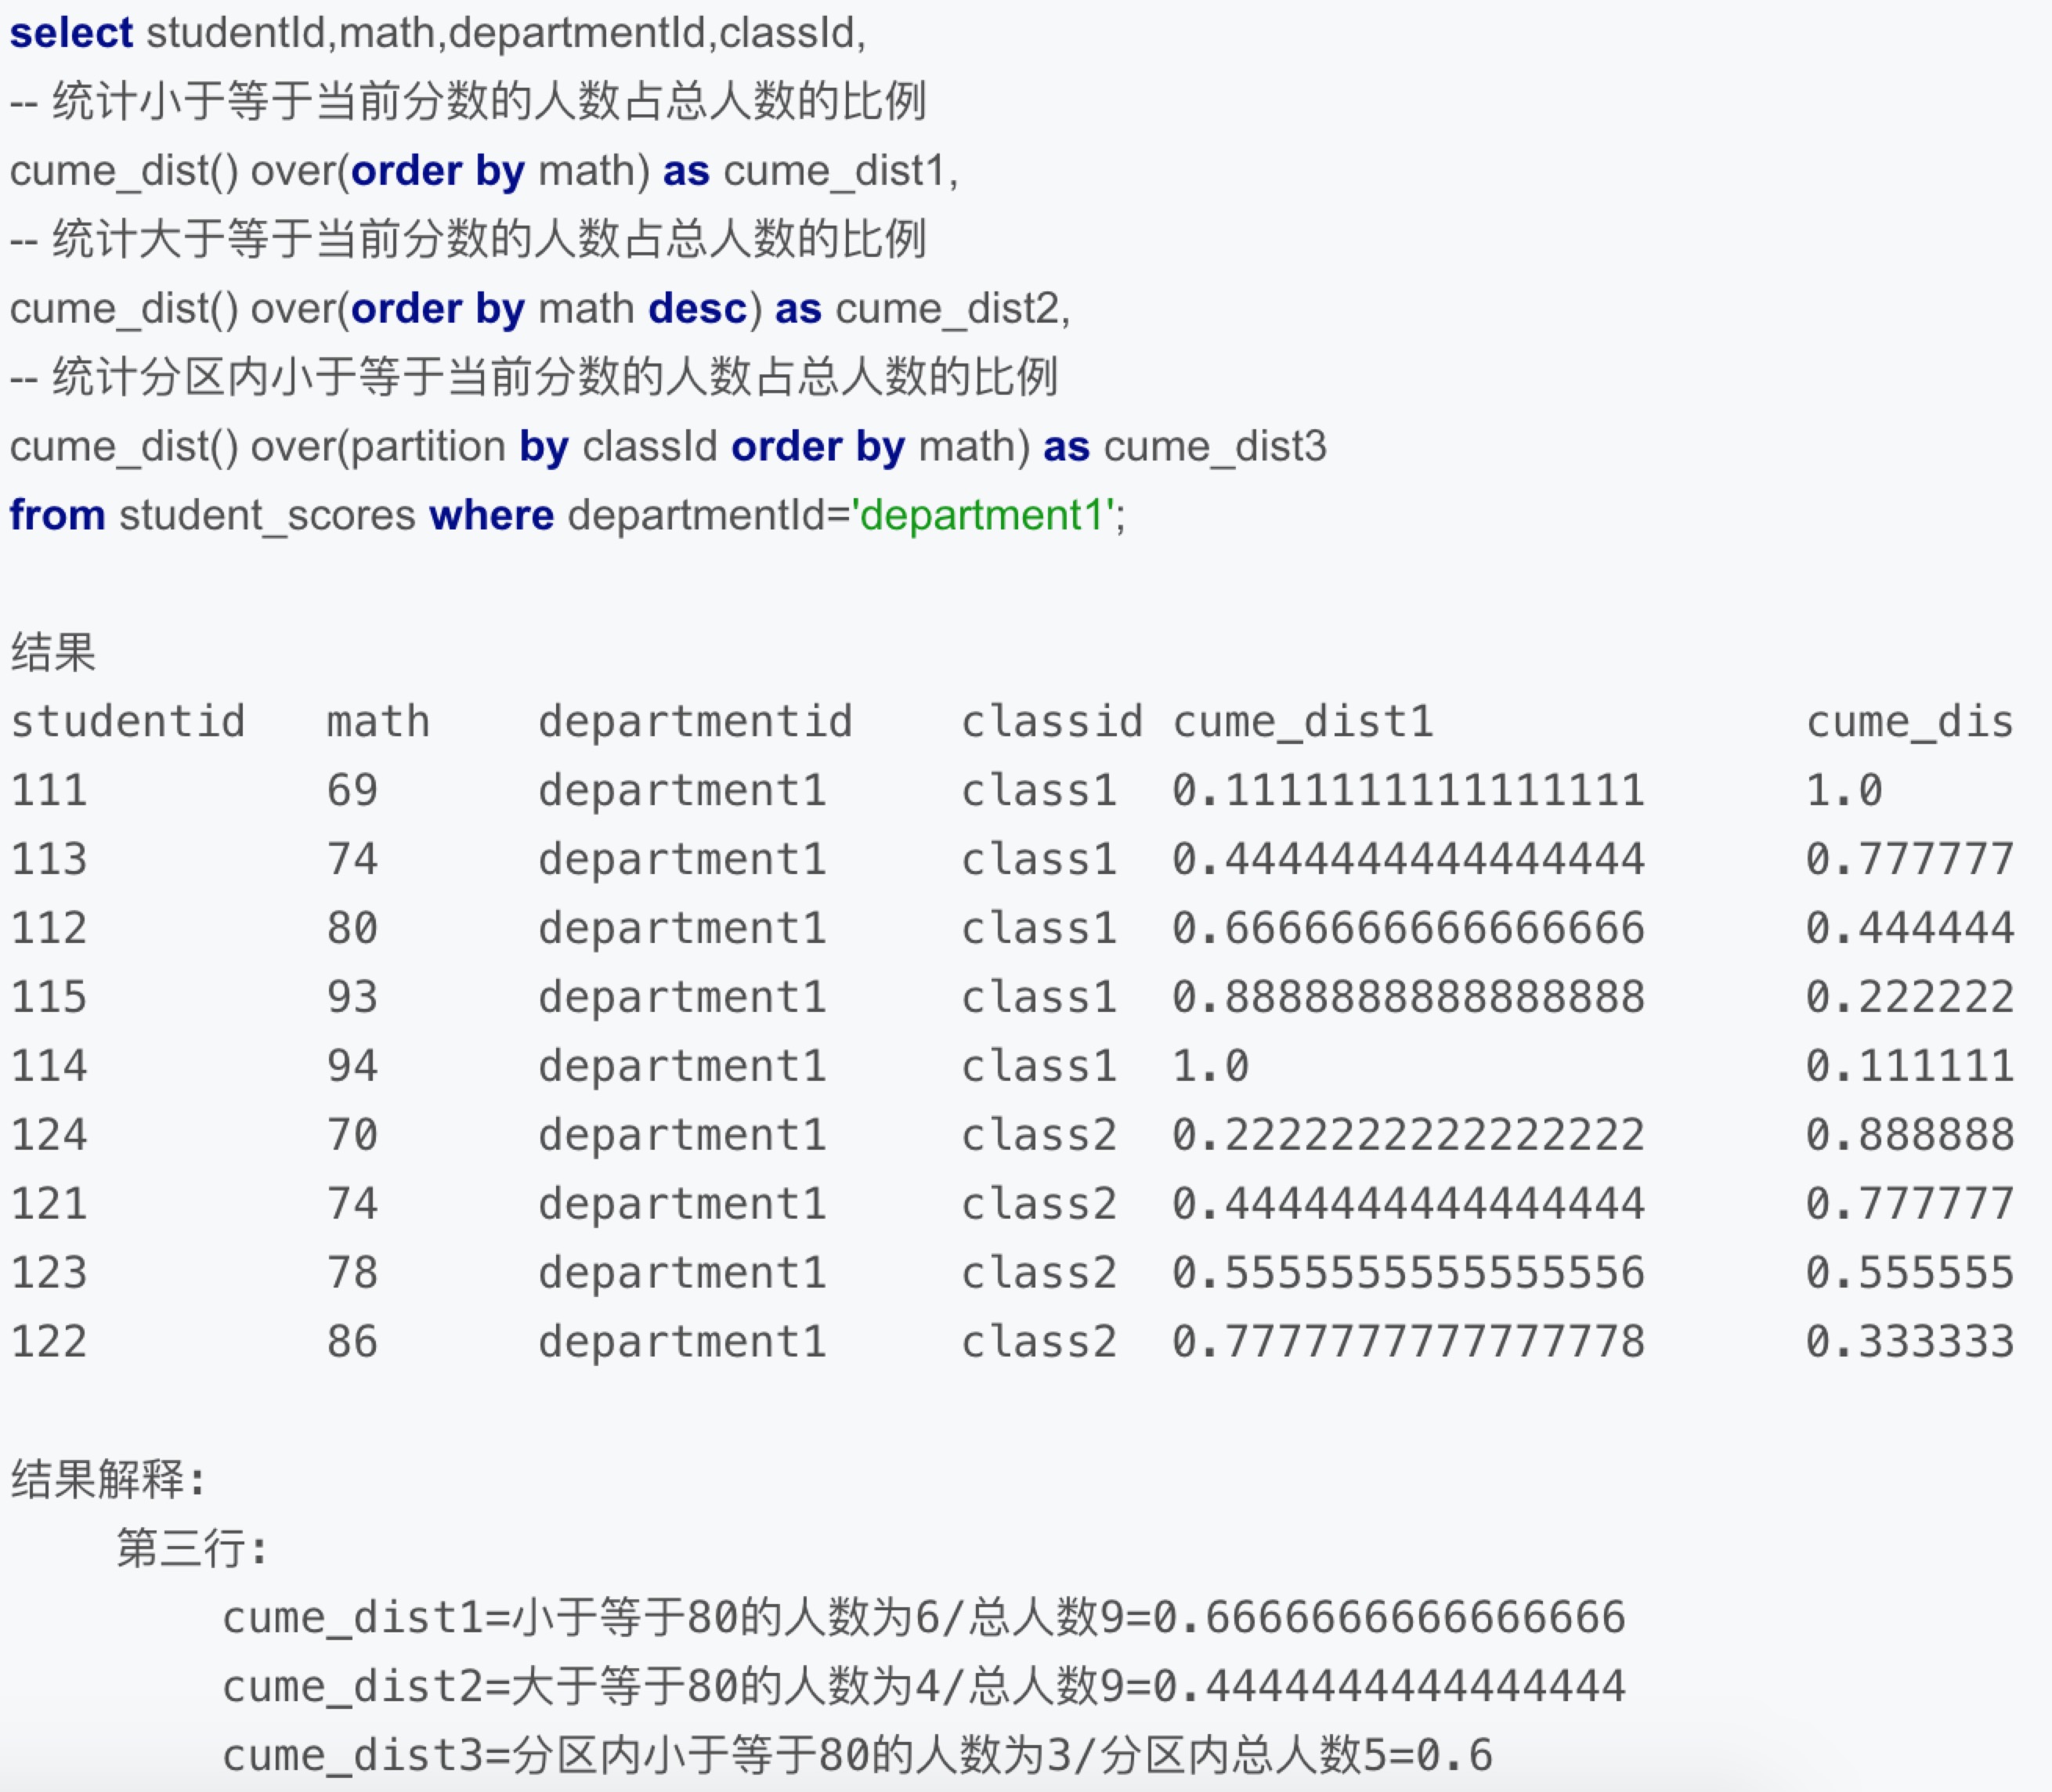 select studentId,math,departmentId,classId,
-- 统计小于等于当前分数的人数占总人数的比例
cume_dist() over(order by math) as cume_dist1,
-- 统计大于等于当前分数的人数占总人数的比例
cume_dist() over(order by math desc) as cume_dist2,
-- 统计分区内小于等于当前分数的人数占总人数的比例
cume_dist() over(partition by classId order by math) as cume_dist3
from student_scores where departmentId='department1';
结果
studentid math departmentid classid cume_dist1 cume_dis
111 69 department1 class1 0.1111111111111111 1.0
113 74 department1 class1 0.4444444444444444 0.777777
112 80 department1 class1 0.6666666666666666 0.444444
115 93 department1 class1 0.8888888888888888 0.222222
114 94 department1 class1 1.0 0.111111
124 70 department1 class2 0.2222222222222222 0.888888
121 74 department1 class2 0.4444444444444444 0.777777
123 78 department1 class2 0.5555555555555556 0.555555
122 86 department1 class2 0.7777777777777778 0.333333
结果解释:
第三行:
cume_dist1=小于等于80的人数为6/总人数9=0.6666666666666666
cume_dist2=大于等于80的人数为4/总人数9=0.4444444444444444
cume_dist3=分区内小于等于80的人数为3/分区内总人数5=0.6